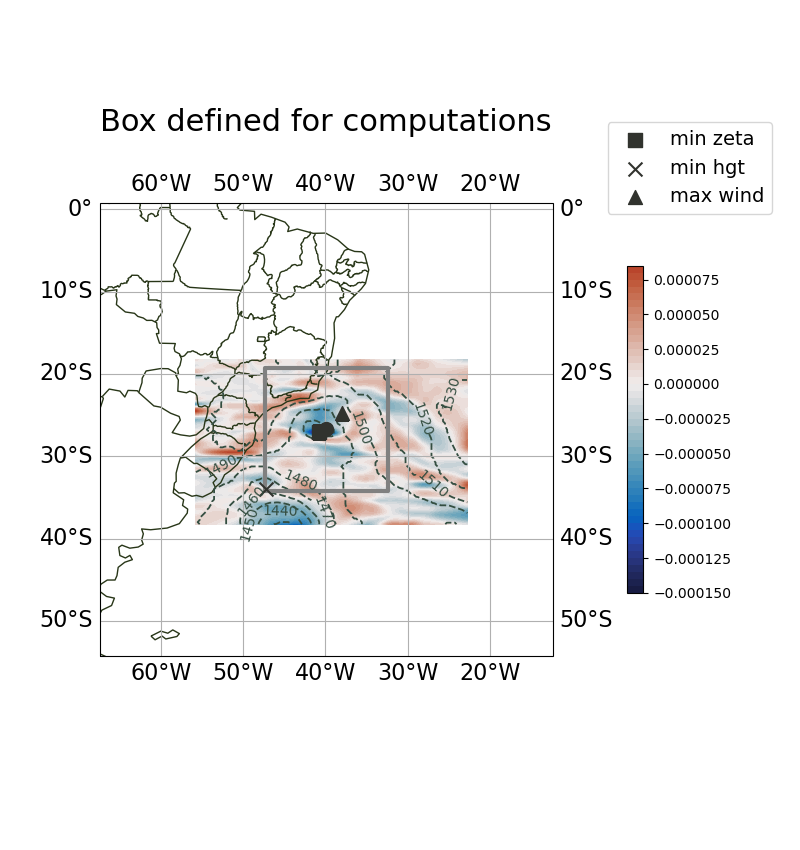 Box defined for computations
min zeta
min hgt
max wind
60°W 50°W 40°W 30°W 20°W
0° 0°
10°S 10°S
20°S 20°S
30°S 30°S
40°S 40°S
50°S 50°S
60°W 50°W 40°W 30°W 20°W
1530
1520
1500
1490
1480
1510
1460
1470
1440
1450
0.000075
0.000050
0.000025
0.000000
−0.000025
−0.000050
−0.000075
−0.000100
−0.000125
−0.000150